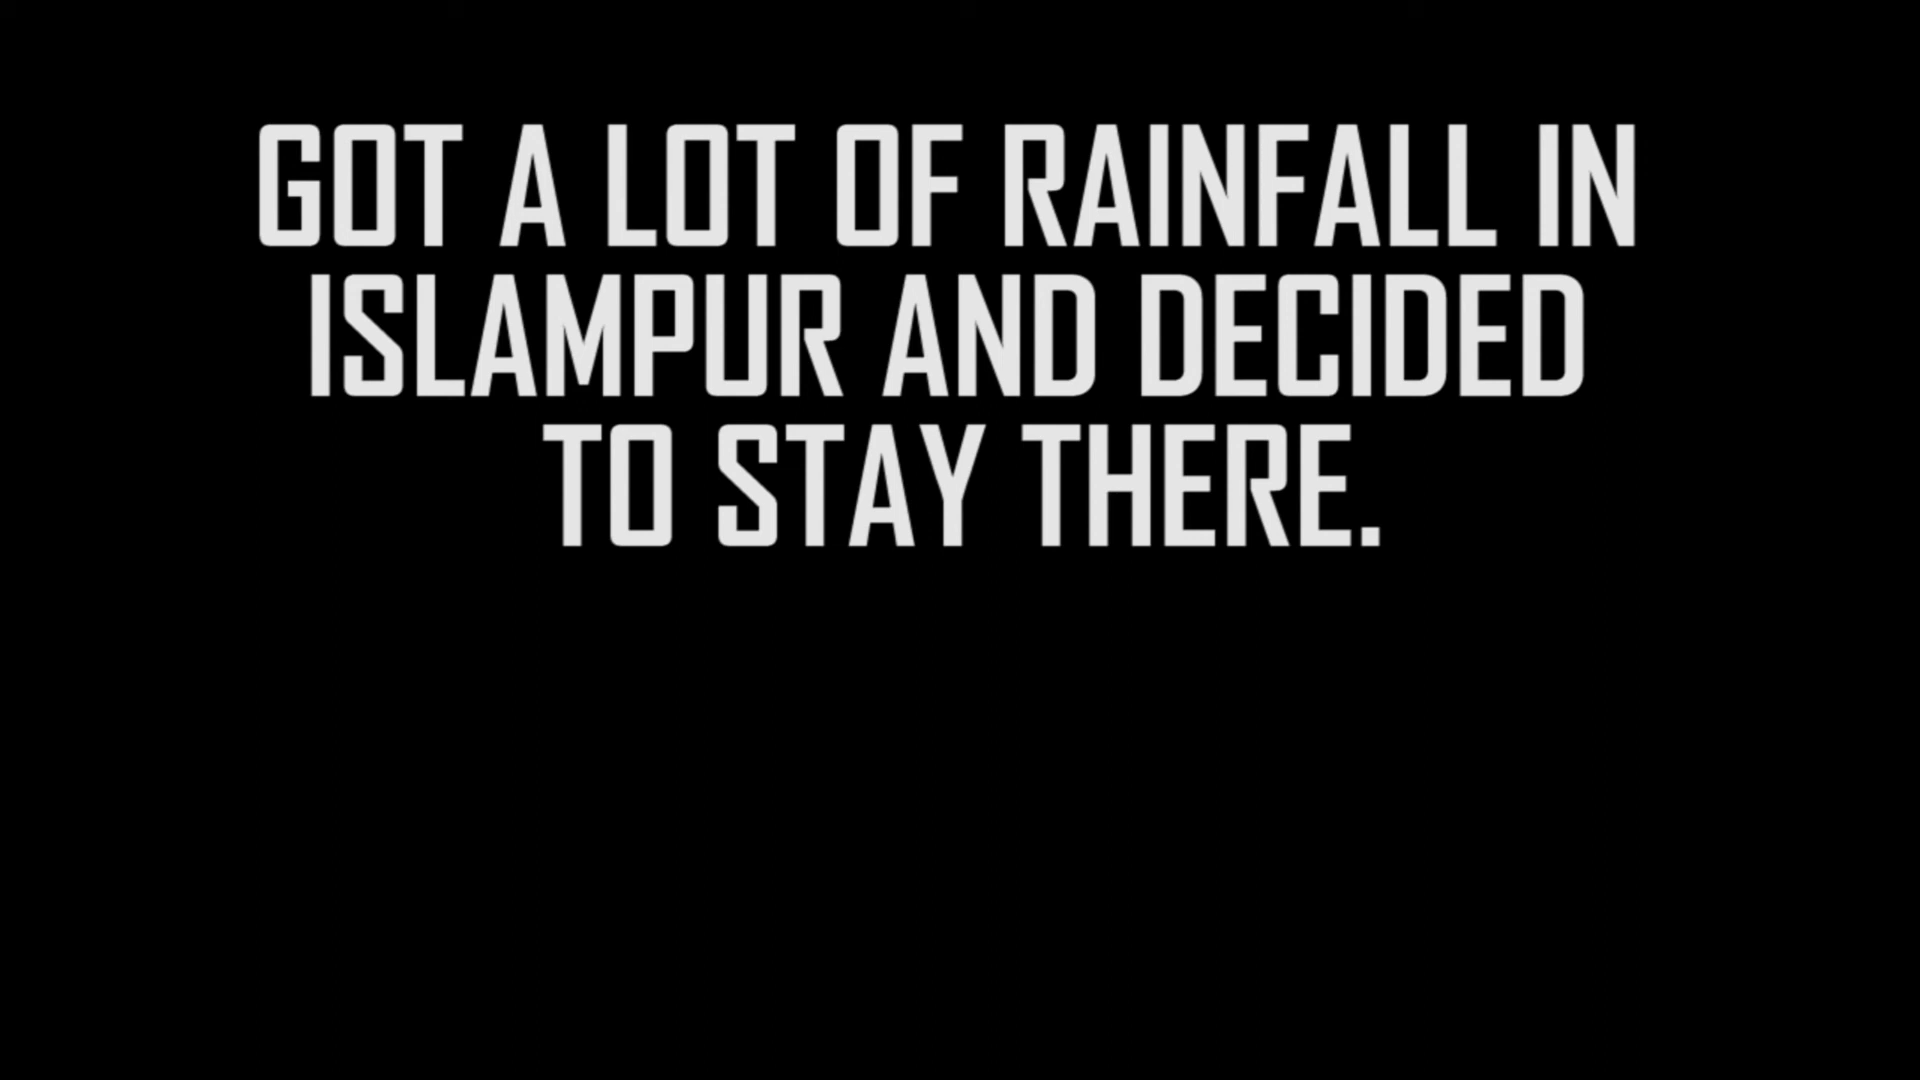 GOT A LOT OF RAINFALL IN
ISLAMPUR AND DECIDED
TO STAY THERE.